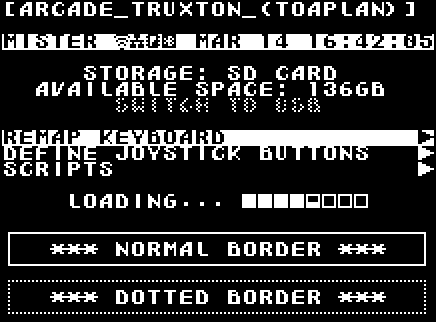 [ARCADE_TRUXTON_(TOAPLAN)]
MISTER MAR 14 16:42:05
STORAGE: SD CARD
AVAILABLE SPACE: 136GB
SWITCH TO USB
REMAP KEYBOARD
DEFINE JOYSTICK BUTTONS
SCRIPTS
LOADING...
*** NORMAL BORDER ***
*** DOTTED BORDER ***